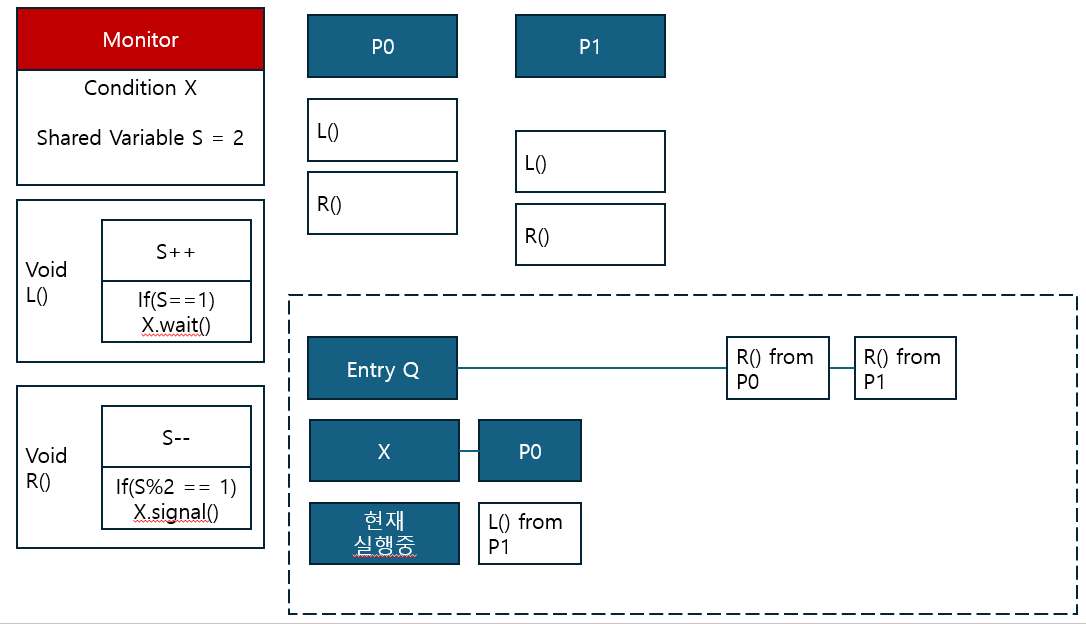 Monitor
Condition X
Shared Variable S = 2
Void
L()
S++
If(S==1)
X.wait()
Void
R()
S--
If(S%2 == 1)
X.signal()
P0
P1
L()
R()
L()
R()
Entry Q
R() from
P0
R() from
P1
X
P0
현재
실행중
L() from
P1